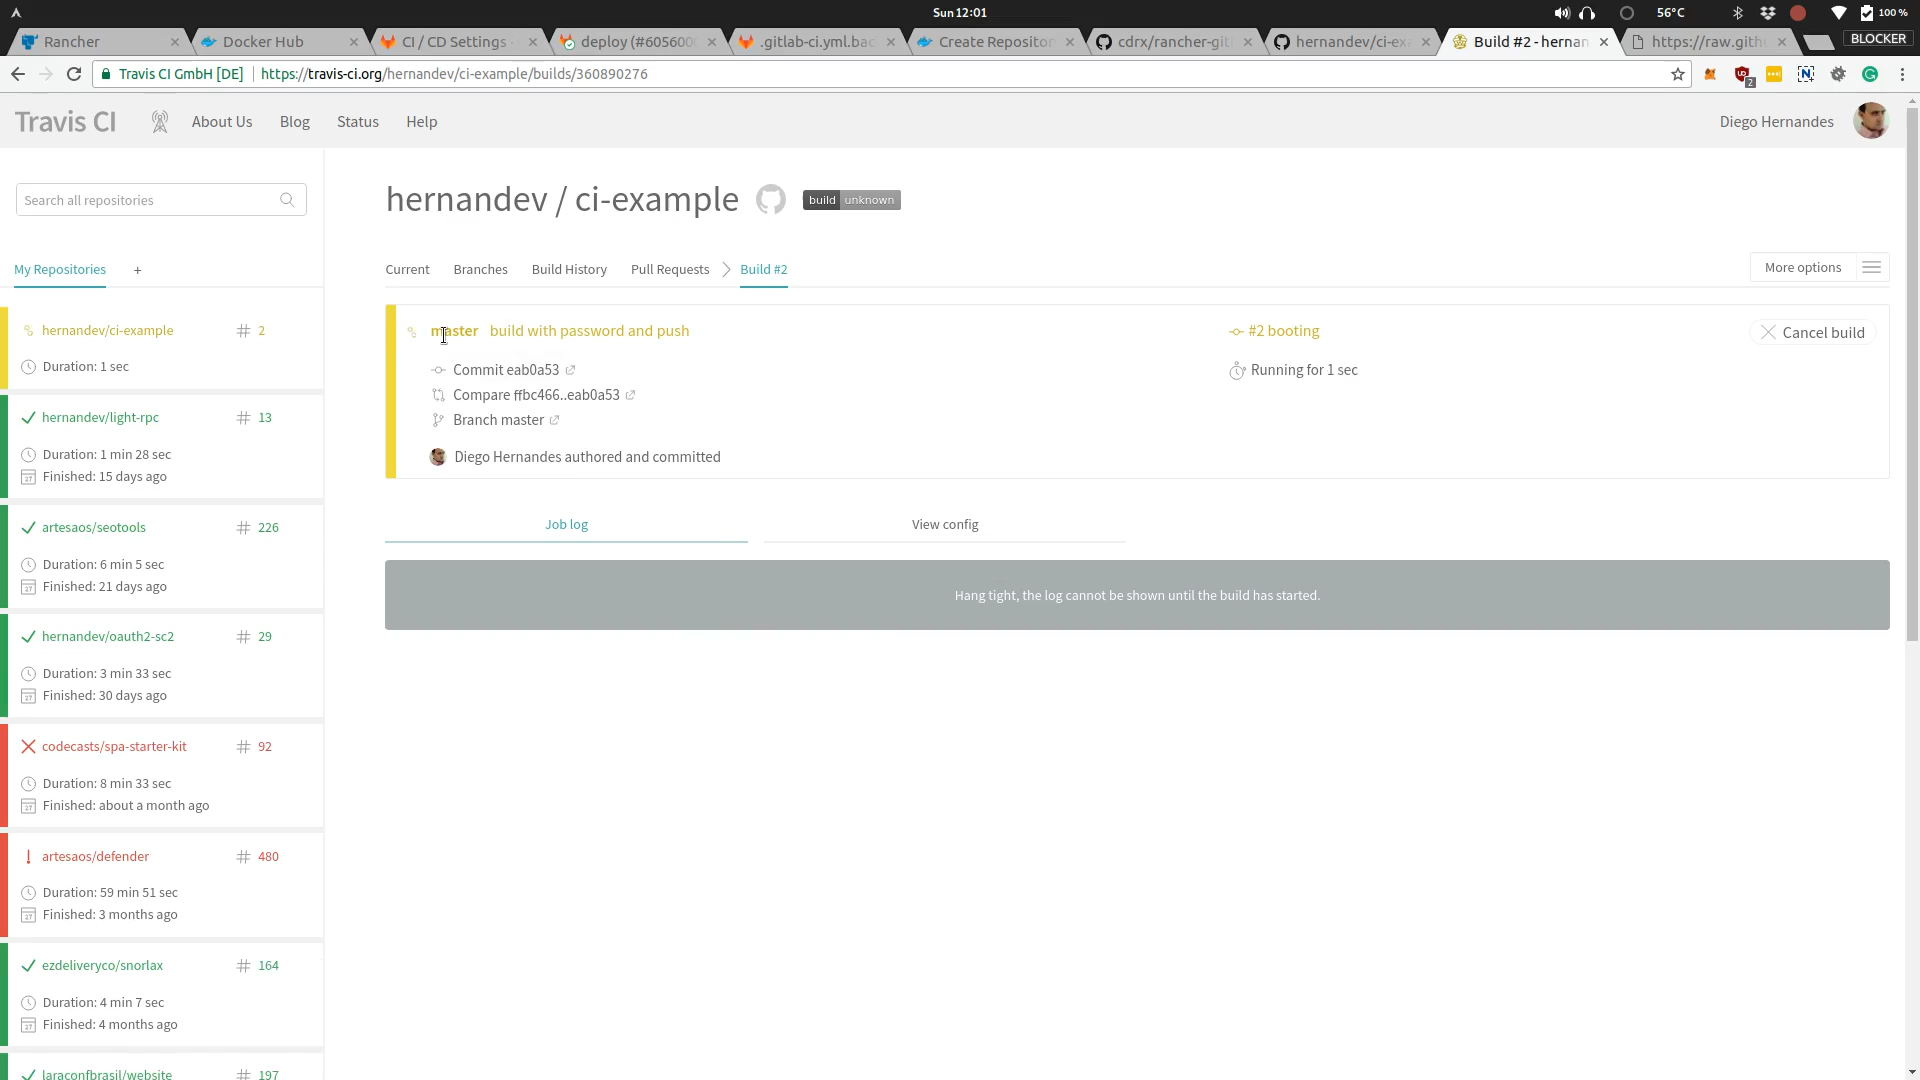 Sun 12:01
56°C
100 %
Rancher
Docker Hub
CI / CD Settings
deploy (#605600
.gitlab-ci.yml.bac
Create Repositor
cdrx/rancher-gitl
hernandev/ci-exa
Build #2 - hernan
https://raw.gith
BLOCKER
Travis CI GmbH [DE]
https://travis-ci.org/hernandev/ci-example/builds/360890276
2
Travis CI
About Us
Blog
Status
Help
Diego Hernandes
Search all repositories
My Repositories
+
hernandev/ci-example
# 2
Duration: 1 sec
hernandev/light-rpc
# 13
Duration: 1 min 28 sec
Finished: 15 days ago
artesaos/seotools
# 226
Duration: 6 min 5 sec
Finished: 21 days ago
hernandev/oauth2-sc2
# 29
Duration: 3 min 33 sec
Finished: 30 days ago
codecasts/spa-starter-kit
# 92
Duration: 8 min 33 sec
Finished: about a month ago
artesaos/defender
# 480
Duration: 59 min 51 sec
Finished: 3 months ago
ezdeliveryco/snorlax
# 164
Duration: 4 min 7 sec
Finished: 4 months ago
laraconfbrasil/website
# 197
hernandev / ci-example
build unknown
Current
Branches
Build History
Pull Requests
Build #2
More options
master build with password and push
Commit eab0a53
Compare ffbc466..eab0a53
Branch master
Diego Hernandes authored and committed
#2 booting
Running for 1 sec
Cancel build
Job log
View config
Hang tight, the log cannot be shown until the build has started.